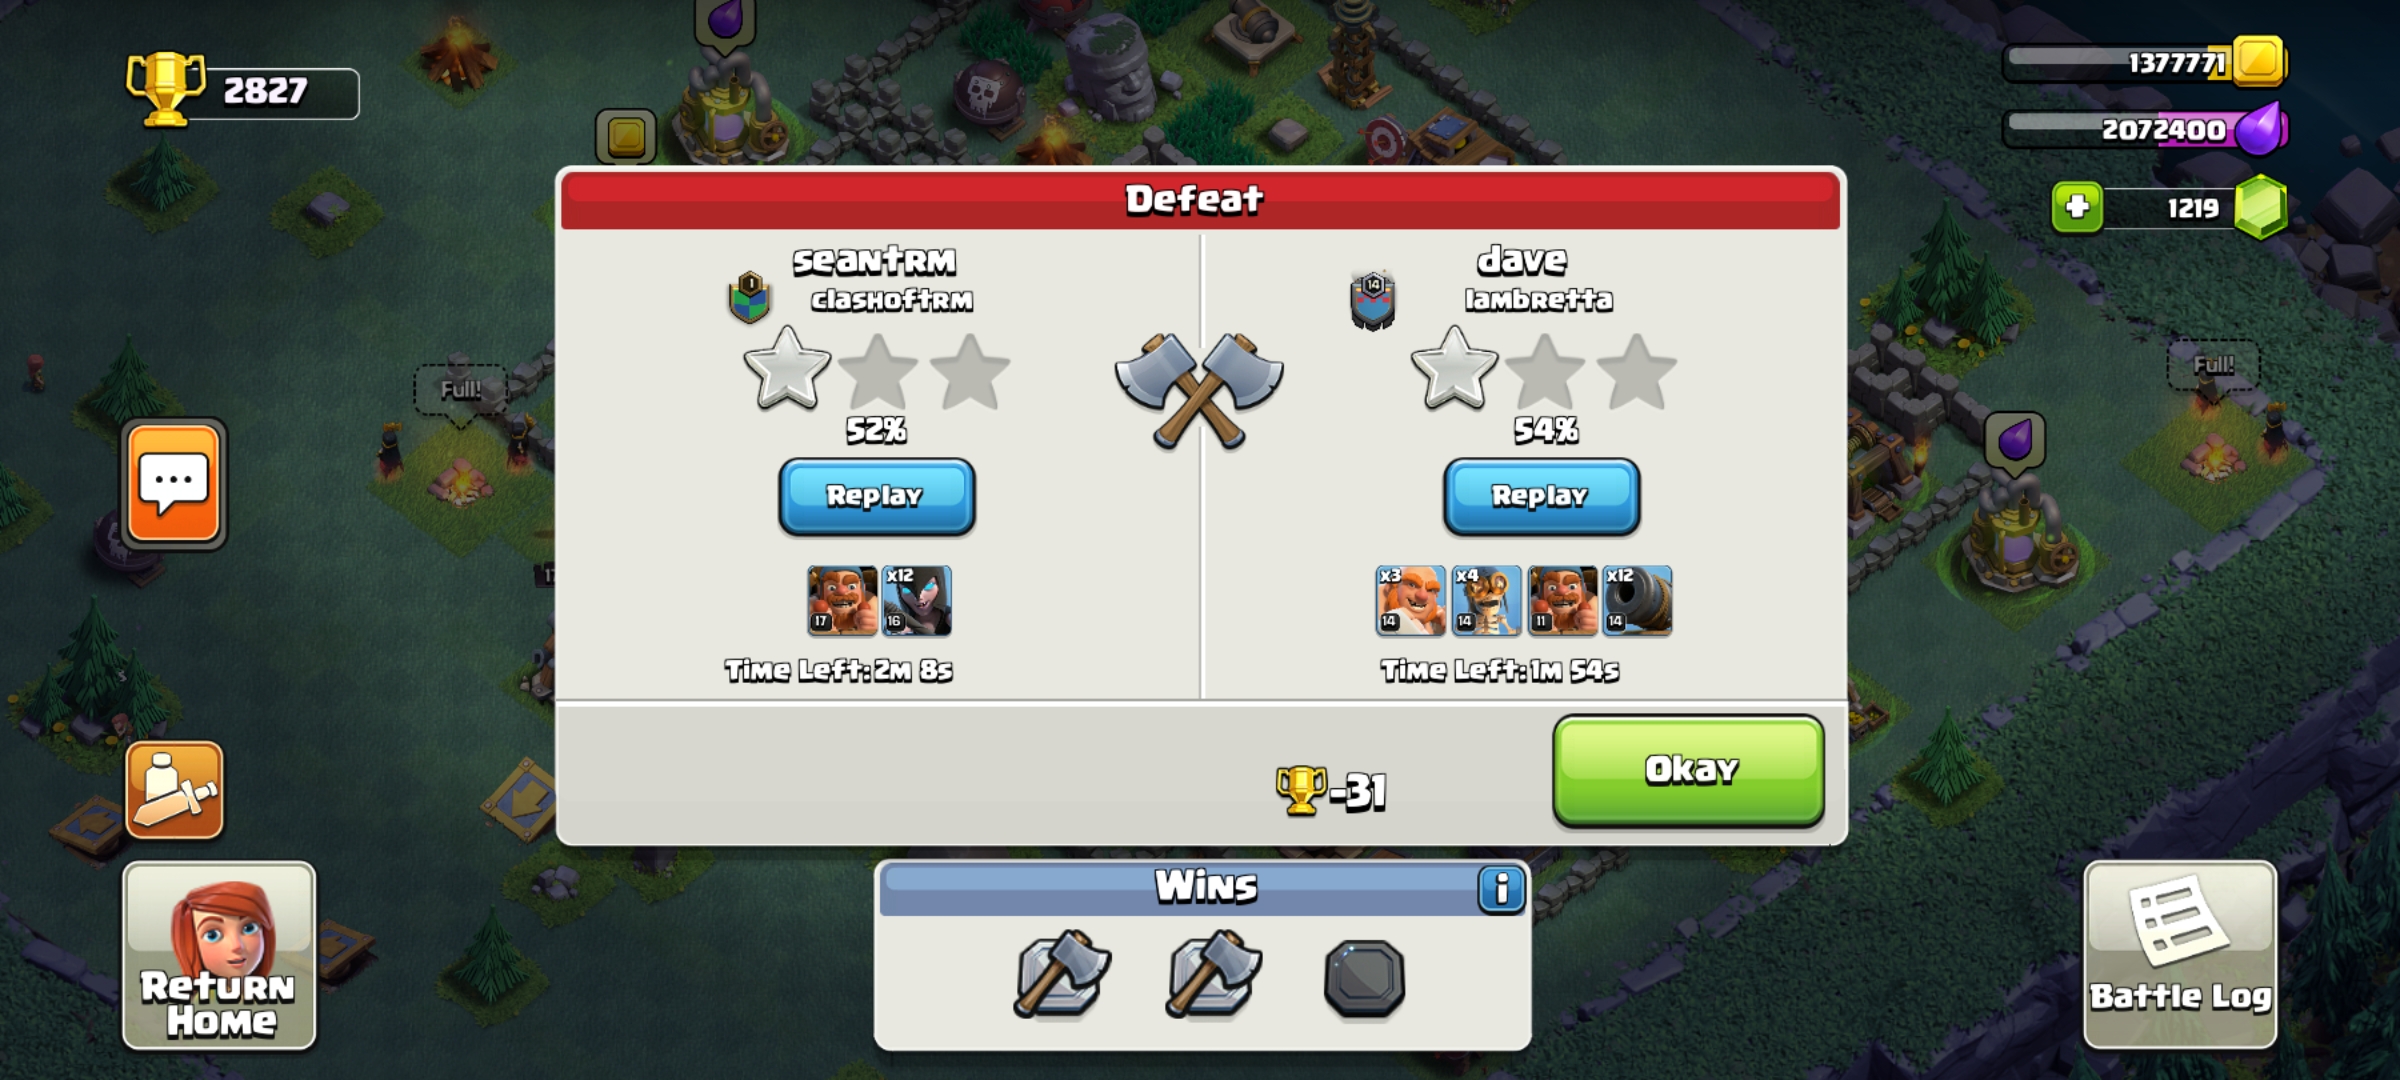 2827
1377771
2072400
1219
Defeat
seantrm
clashoftrm
1
52%
Replay
17
x12
16
Time Left:2m 8s
dave
lambretta
14
54%
Replay
x3
14
x4
14
11
x12
14
Time Left:1m 54s
Full!
Full!
-31
Okay
Wins
i
Return
Home
Battle Log